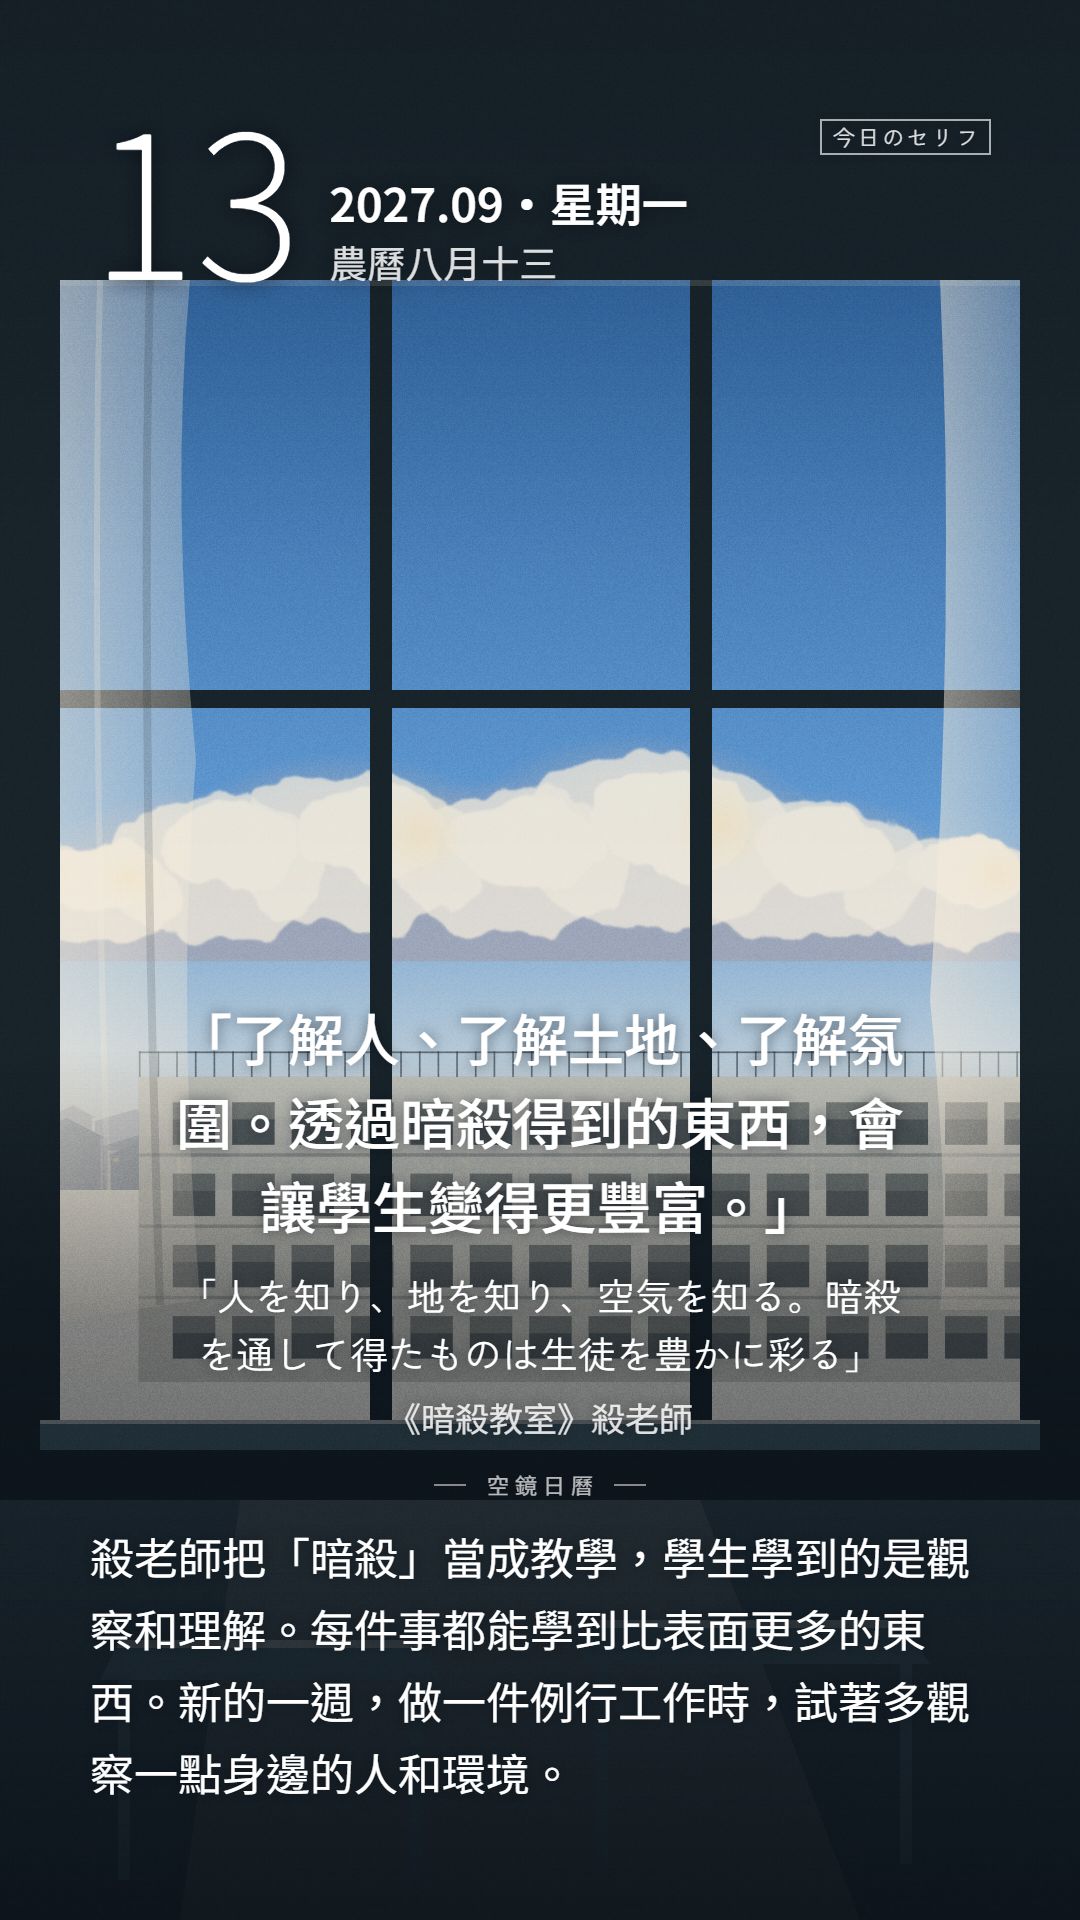 13
今日のセリフ
2027.09・星期一
農曆八月十三
「了解人、了解土地、了解氛
圍。透過暗殺得到的東西，會
讓學生變得更豐富。」
「人を知り、地を知り、空気を知る。暗殺
を通して得たものは生徒を豊かに彩る」
《暗殺教室》殺老師
空鏡日曆
殺老師把「暗殺」當成教學，學生學到的是觀
察和理解。每件事都能學到比表面更多的東
西。新的一週，做一件例行工作時，試著多觀
察一點身邊的人和環境。